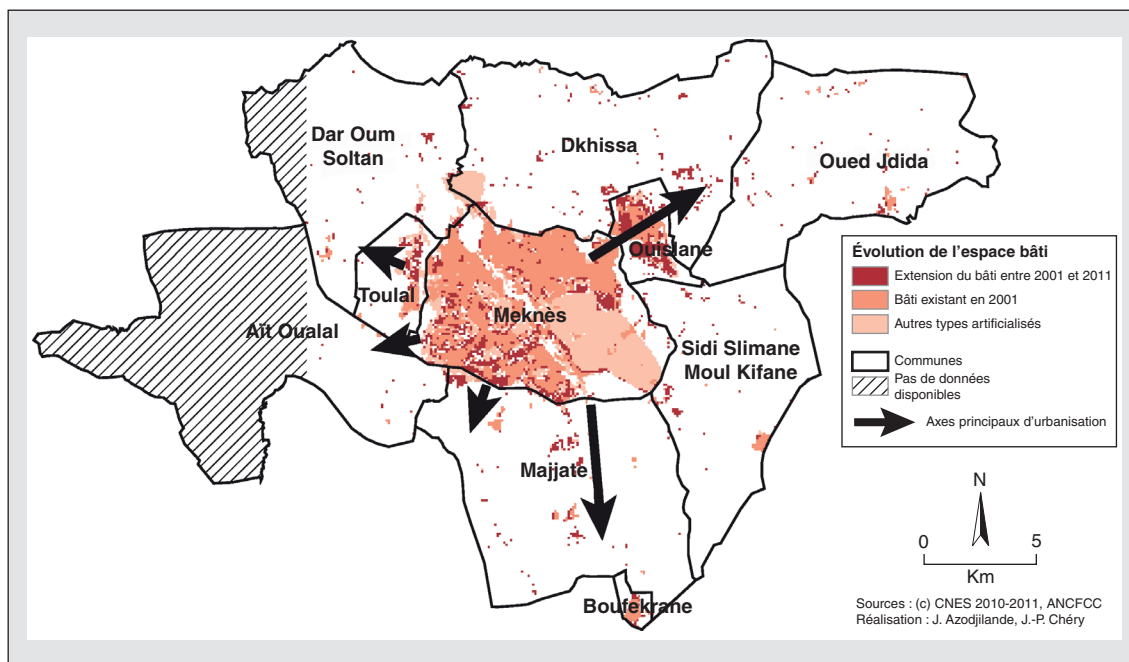 Dar Oum
Soltan
Dkhissa
Oued Jdida
Ouislane
Toulal
Meknès
Aït Oualal
Sidi Slimane
Moul Kifane
Majjate
Boufekrane
Évolution de l'espace bâti
Extension du bâti entre 2001 et 2011
Bâti existant en 2001
Autres types artificialisés
Communes
Pas de données
disponibles
Axes principaux d'urbanisation
N
0 5
Km
Sources : (c) CNES 2010-2011, ANCFCC
Réalisation : J. Azodjilande, J.-P. Chéry